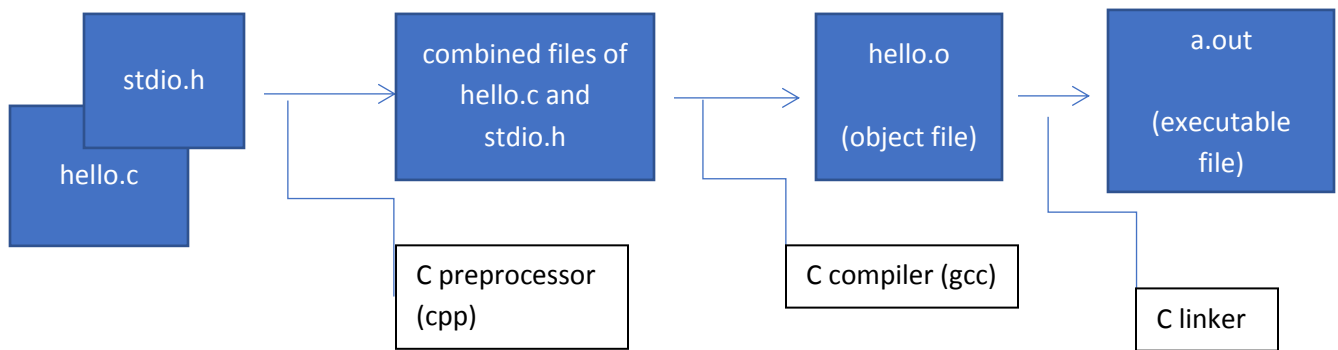 stdio.h
hello.c
combined files of
hello.c and
stdio.h
hello.o
(object file)
a.out
(executable
file)
C preprocessor
(cpp)
C compiler (gcc)
C linker